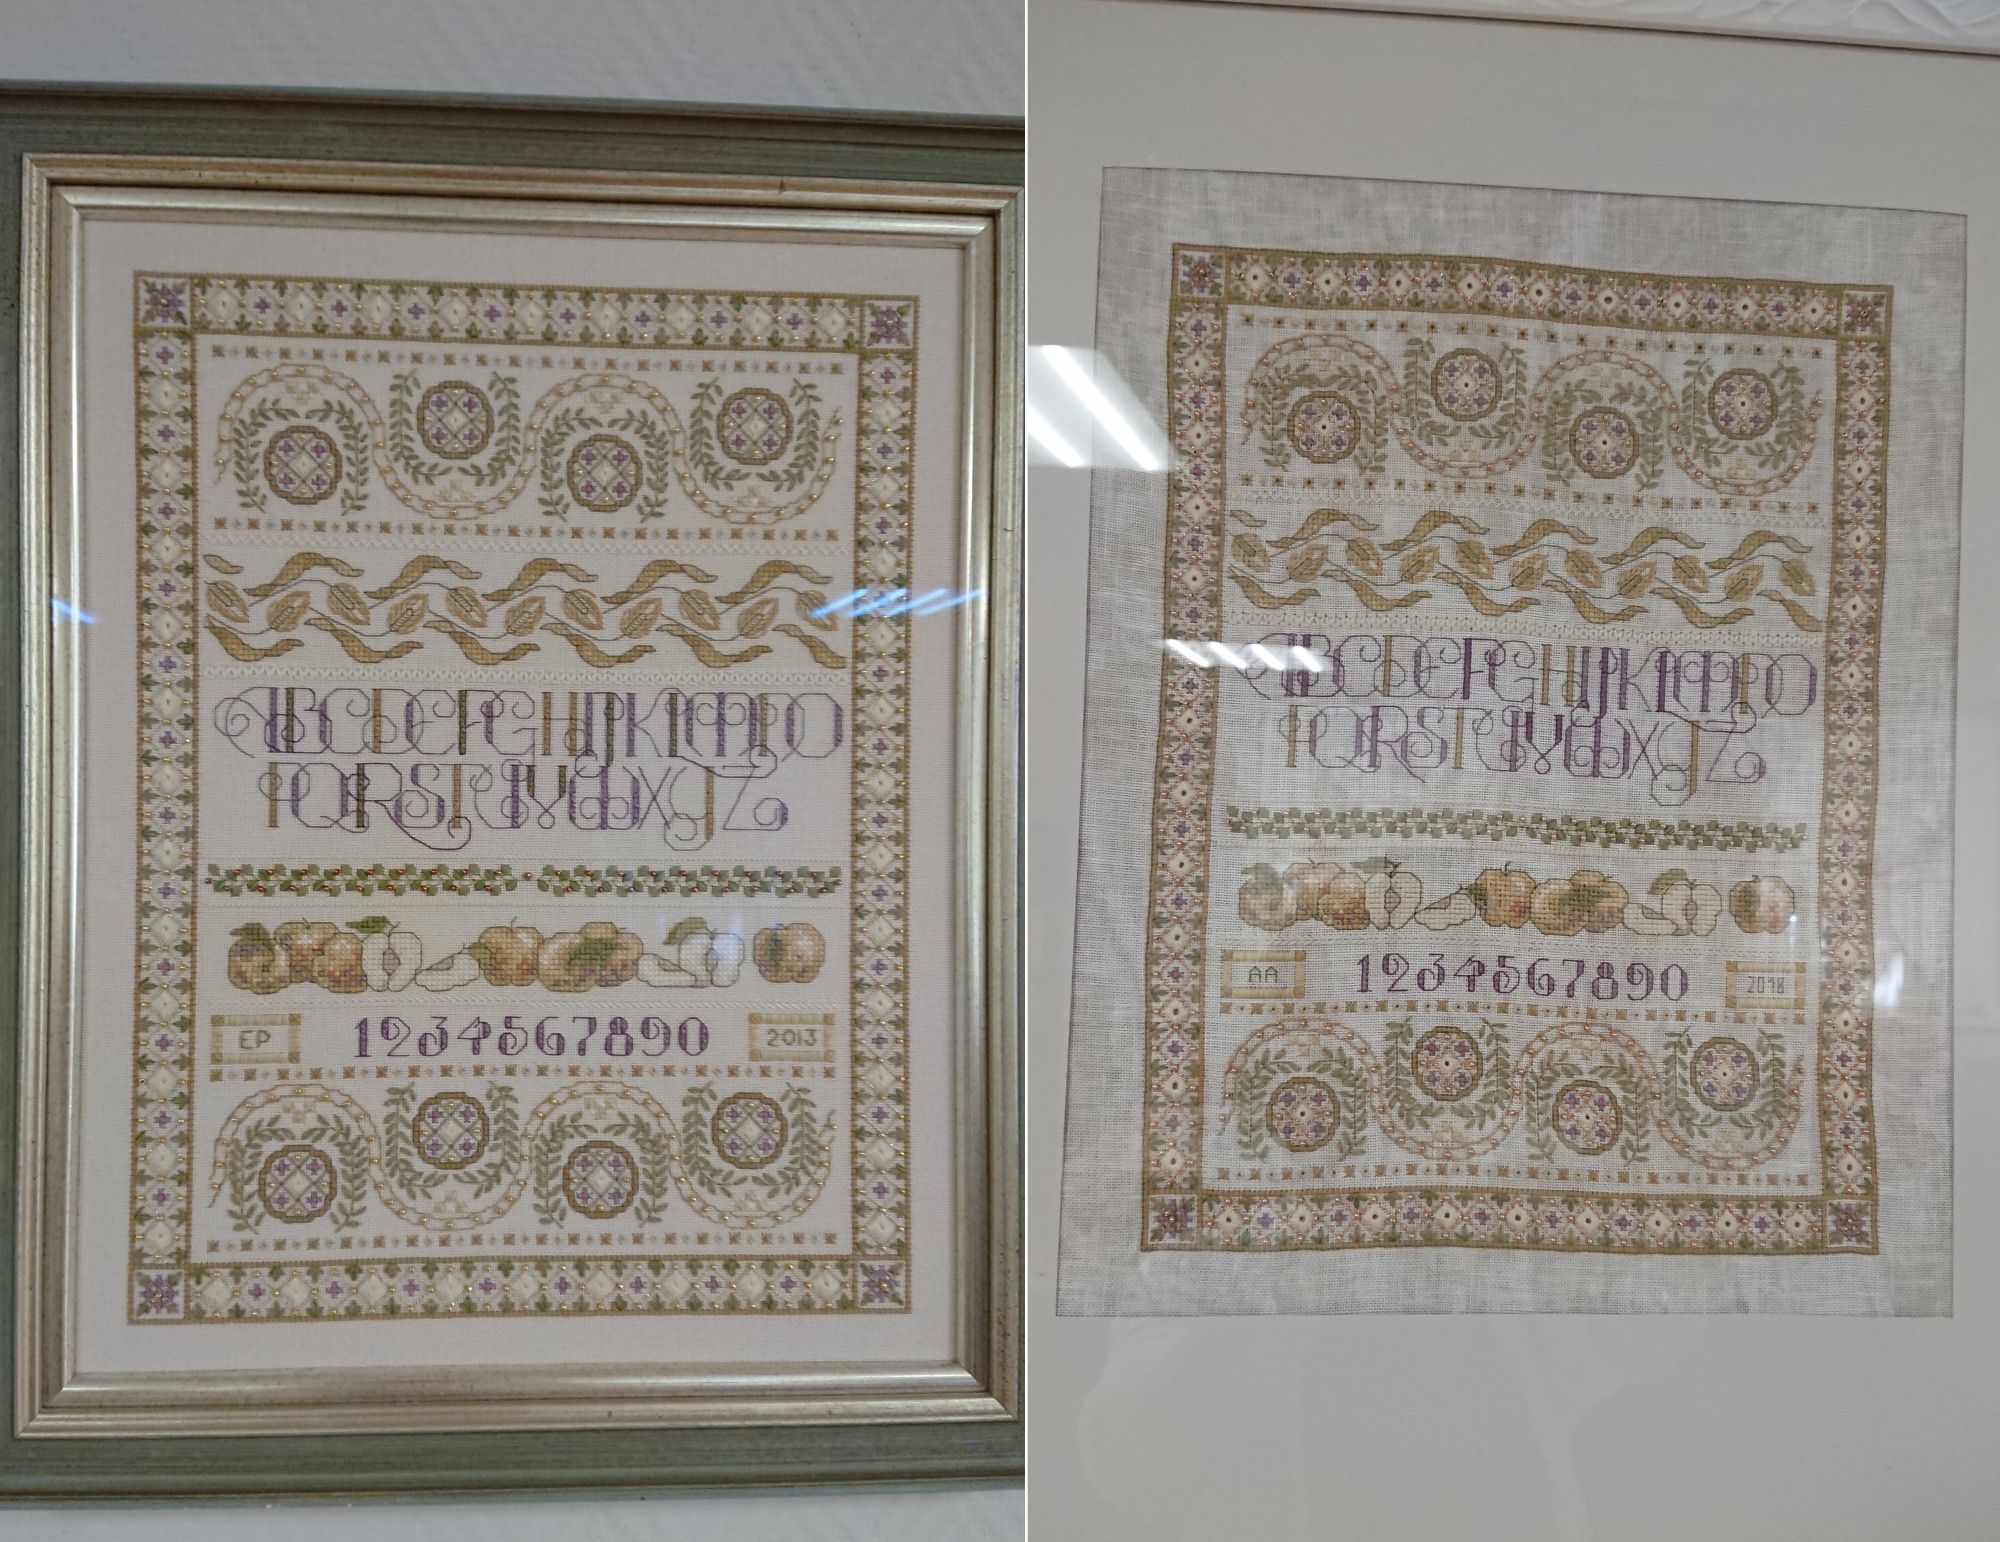 ABCDEFGHIJKLMNO
PQRSTUVWXYZ
EP 1234567890 2013
ABCDEFGHIJKLMNO
PQRSTUVWXYZ
AA 1234567890 2018